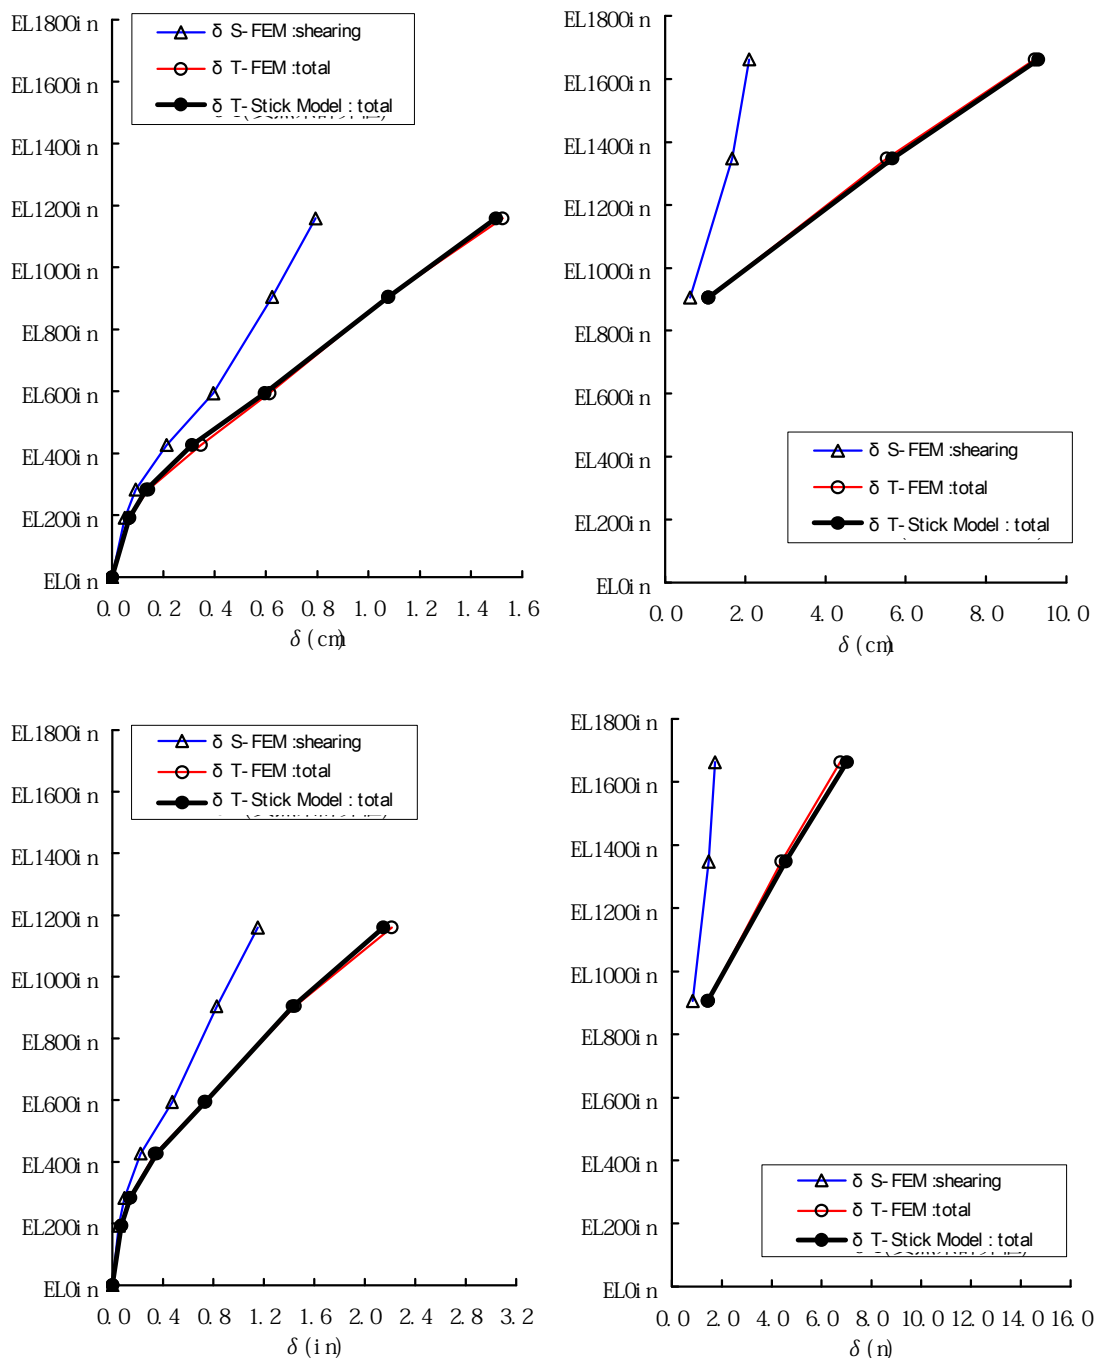 EL1800in
EL1600in
EL1400in
EL1200in
EL1000in
EL800in
EL600in
EL400in
EL200in
EL0in
δ S-FEM :shearing
δ T-FEM :total
δ T-Stick Model : total
0.0 0.2 0.4 0.6 0.8 1.0 1.2 1.4 1.6
δ (cm)
EL1800in
EL1600in
EL1400in
EL1200in
EL1000in
EL800in
EL600in
EL400in
EL200in
EL0in
δ S-FEM :shearing
δ T-FEM :total
δ T-Stick Model : total
0.0 2.0 4.0 6.0 8.0 10.0
δ (cm)
EL1800in
EL1600in
EL1400in
EL1200in
EL1000in
EL800in
EL600in
EL400in
EL200in
EL0in
δ S-FEM :shearing
δ T-FEM :total
δ T-Stick Model : total
0.0 0.4 0.8 1.2 1.6 2.0 2.4 2.8 3.2
δ (in)
EL1800in
EL1600in
EL1400in
EL1200in
EL1000in
EL800in
EL600in
EL400in
EL200in
EL0in
δ S-FEM :shearing
δ T-FEM :total
δ T-Stick Model : total
0.0 2.0 4.0 6.0 8.0 10.0 12.0 14.0 16.0
δ (n)